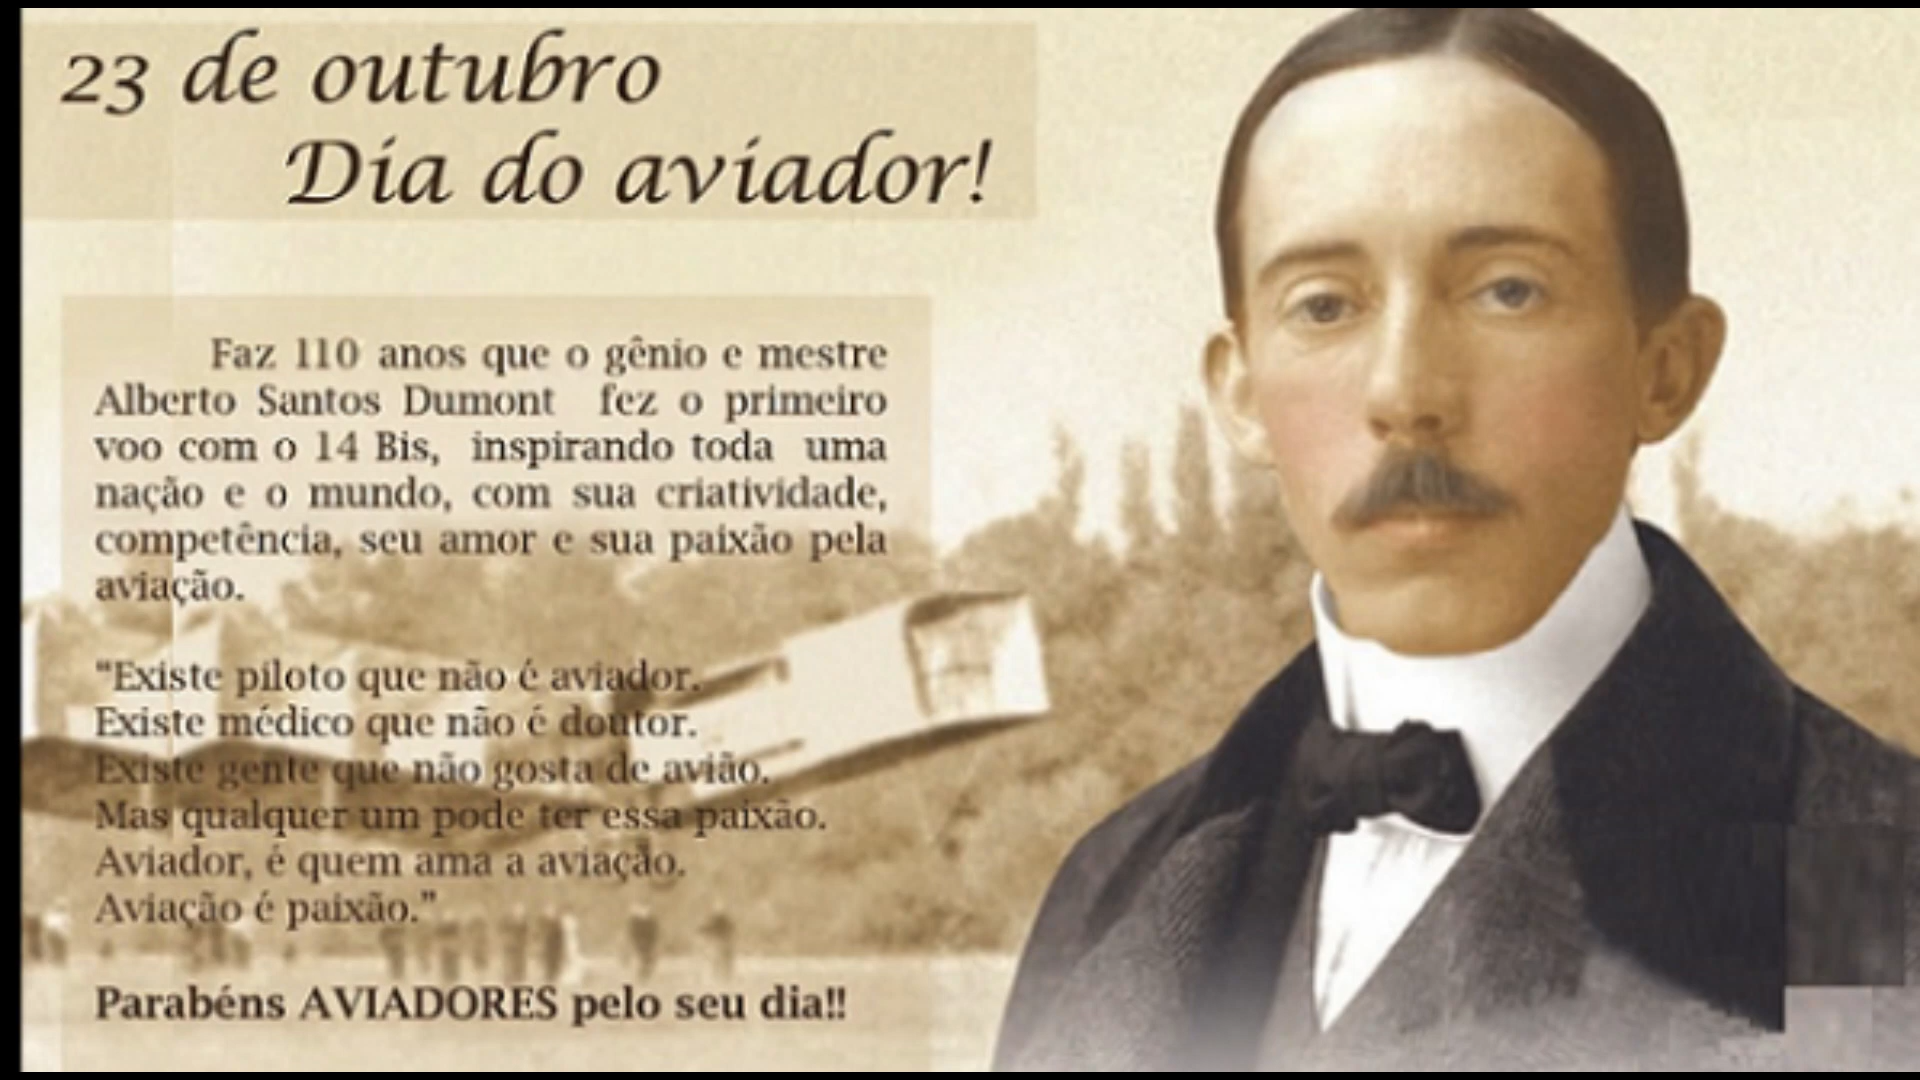 23 de outubro
Dia do aviador!
Faz 110 anos que o gênio e mestre
Alberto Santos Dumont fez o primeiro
voo com o 14 Bis, inspirando toda uma
nação e o mundo, com sua criatividade,
competência, seu amor e sua paixão pela
aviação.
“Existe piloto que não é aviador.
Existe médico que não é doutor.
Existe gente que não gosta de avião.
Mas qualquer um pode ter essa paixão.
Aviador, é quem ama a aviação.
Aviação é paixão.”
Parabéns AVIADORES pelo seu dia!!